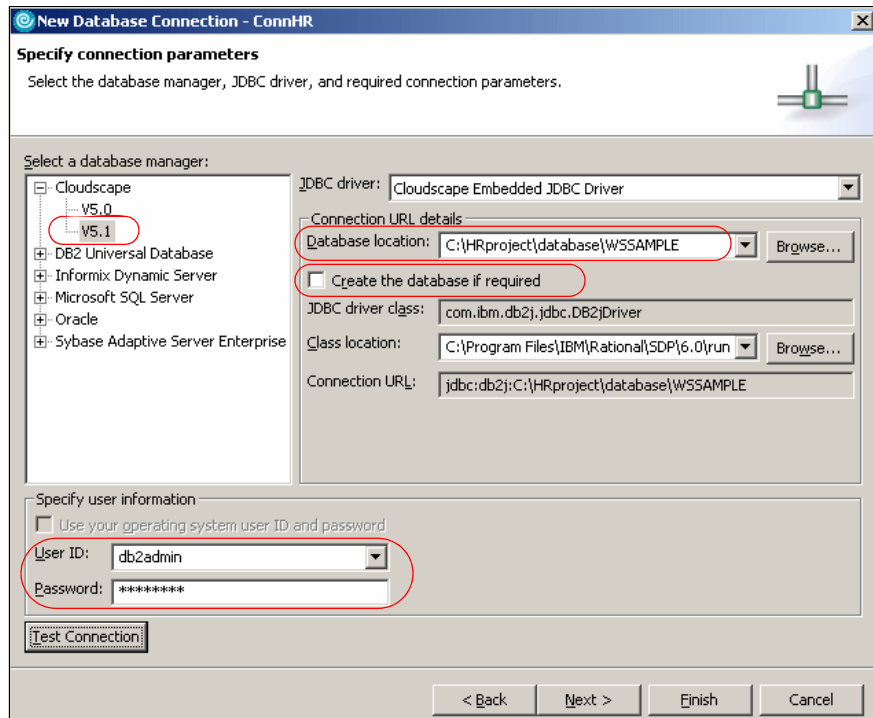 New Database Connection - ConnHR
Specify connection parameters
Select the database manager, JDBC driver, and required connection parameters.
Select a database manager:
Cloudscape
V5.0
V5.1
DB2 Universal Database
Informix Dynamic Server
Microsoft SQL Server
Oracle
Sybase Adaptive Server Enterprise
JDBC driver: Cloudscape Embedded JDBC Driver
Connection URL details
Database location: C:\HRproject\database\WSSAMPLE Browse...
Create the database if required
JDBC driver class: com.ibm.db2j.jdbc.DB2jDriver
Class location: C:\Program Files\IBM\Rational\SDP\6.0\run Browse...
Connection URL: jdbc:db2j:C:\HRproject\database\WSSAMPLE
Specify user information
Use your operating system user ID and password
User ID: db2admin
Password: ********
Test Connection
< Back Next > Finish Cancel